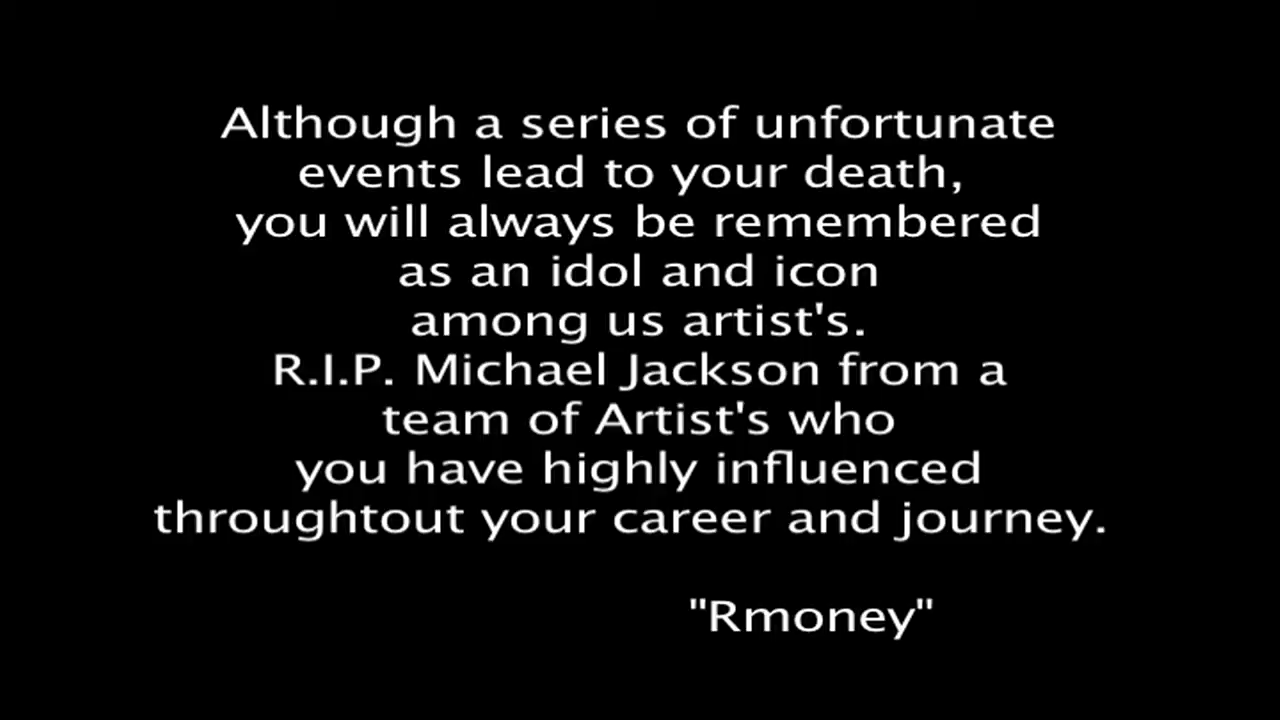 Although a series of unfortunate
events lead to your death,
you will always be remembered
as an idol and icon
among us artist's.
R.I.P. Michael Jackson from a
team of Artist's who
you have highly influenced
throughtout your career and journey.
"Rmoney"